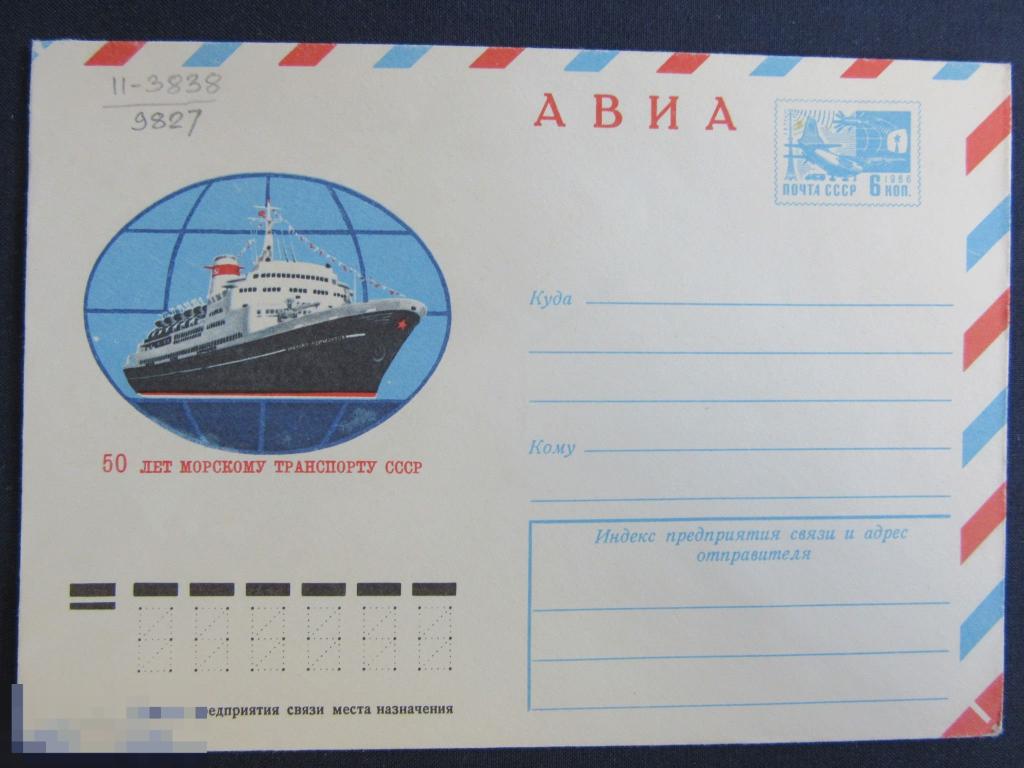 11-3838
9827
АВИА
1966
ПОЧТА СССР 6 КОП.
Куда
50 ЛЕТ МОРСКОМУ ТРАНСПОРТУ СССР
Кому
Индекс предприятия связи и адрес
отправителя
связи места назначения